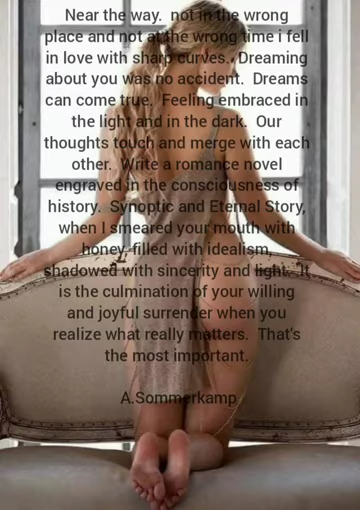 Near the way.  not in the wrong
place and not at the wrong time i fell
in love with sharp curves.  Dreaming
about you was no accident.  Dreams
can come true.  Feeling embraced in
the light and in the dark.  Our
thoughts touch and merge with each
other.  Write a romance novel
engraved in the consciousness of
history.  Synoptic and Eternal Story,
when I smeared your mouth with
honey, filled with idealism,
shadowed with sincerity and light.  It
is the culmination of your willing
and joyful surrender when you
realize what really matters.  That's
the most important.
A.Sommerkamp